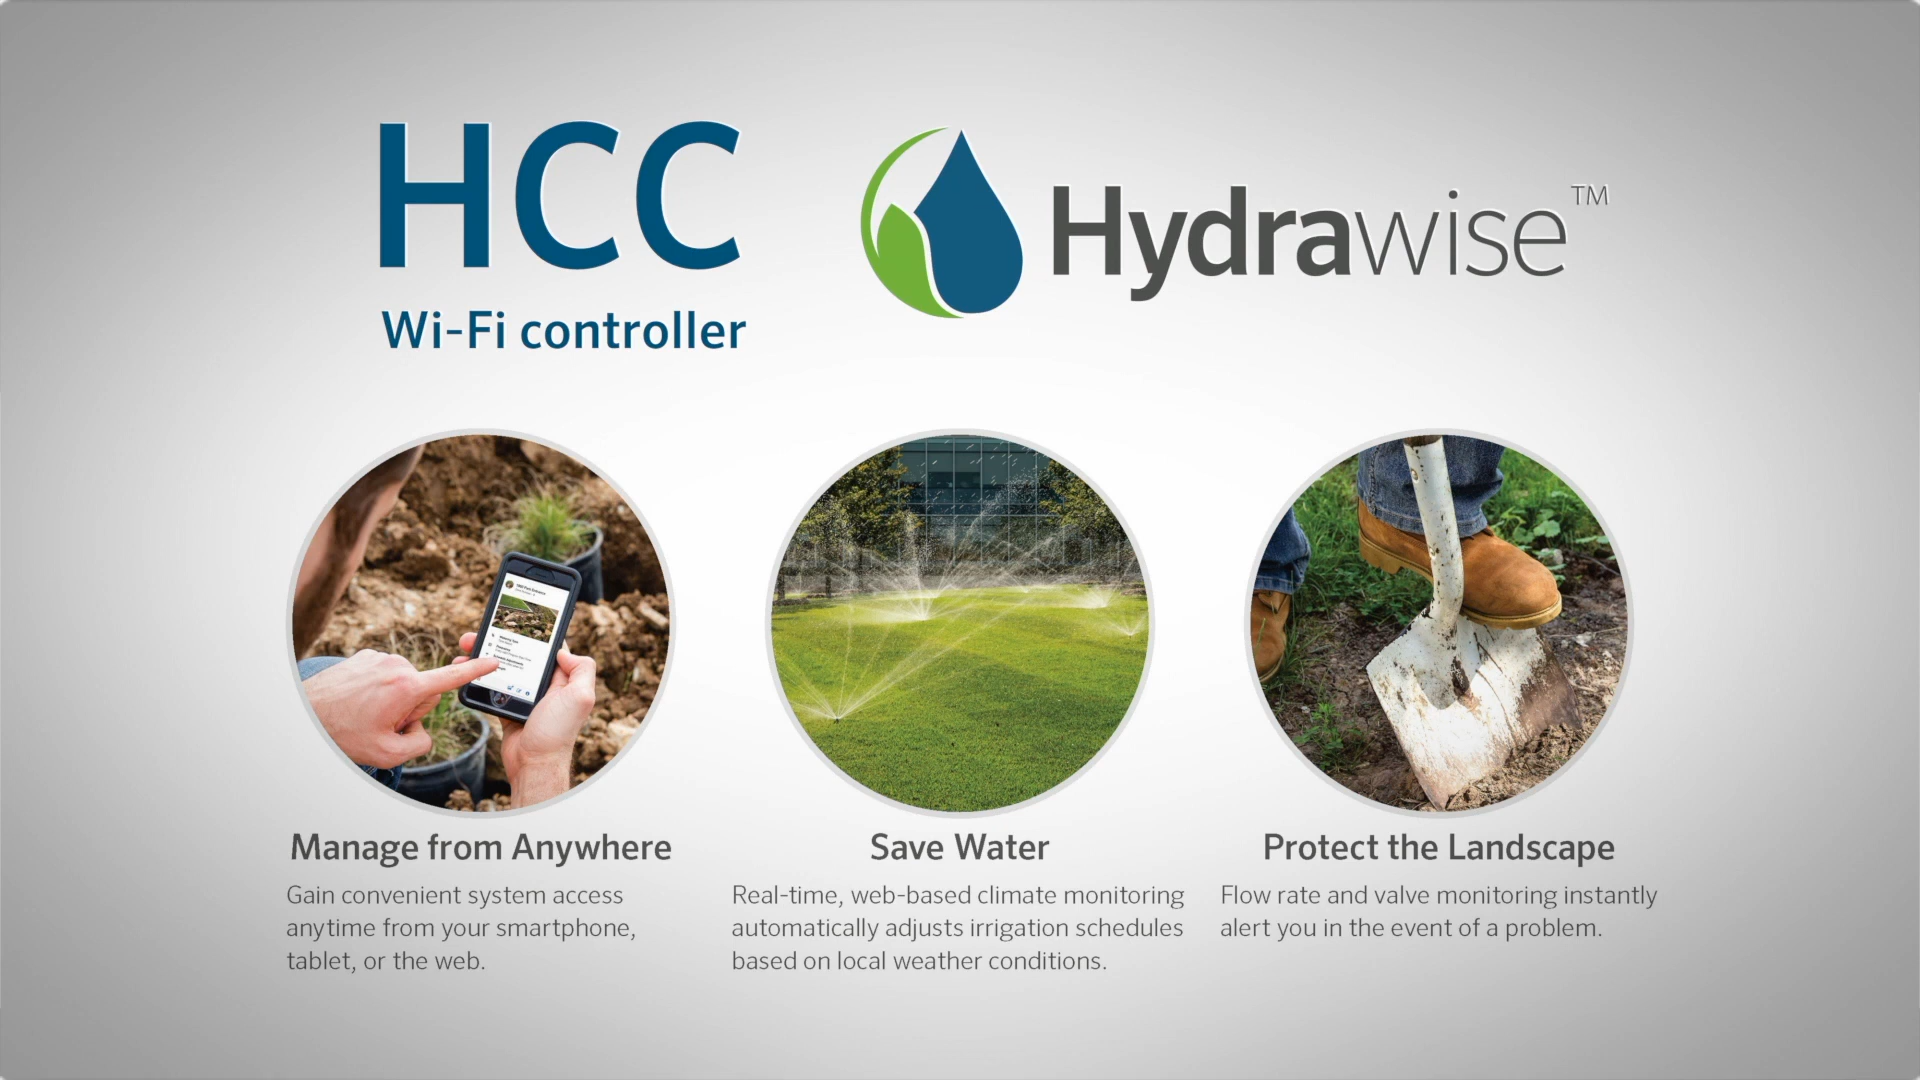 HCC
Wi-Fi controller
Hydrawise™
Manage from Anywhere
Gain convenient system access
anytime from your smartphone,
tablet, or the web.
Save Water
Real-time, web-based climate monitoring
automatically adjusts irrigation schedules
based on local weather conditions.
Protect the Landscape
Flow rate and valve monitoring instantly
alert you in the event of a problem.